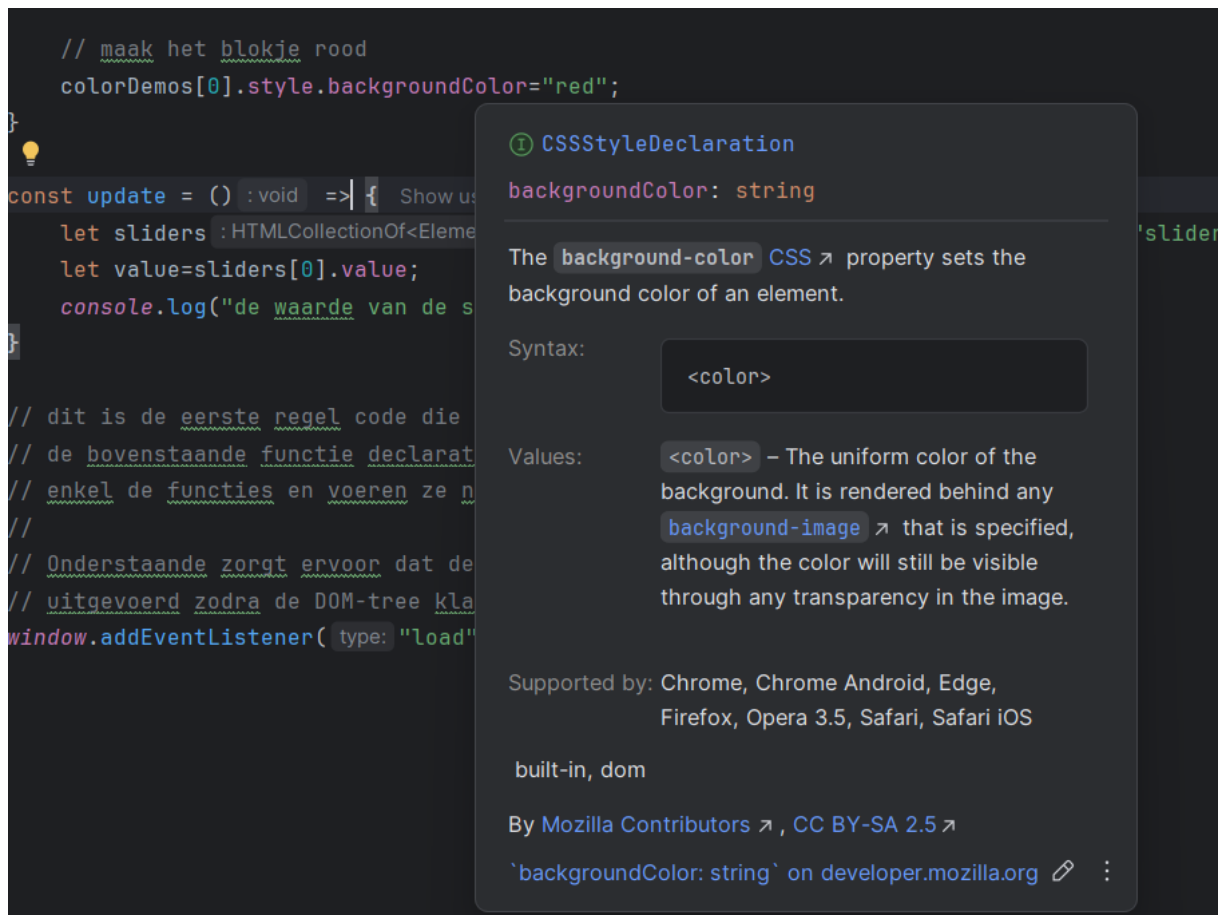 // maak het blokje rood
colorDemos[0].style.backgroundColor="red";
}
const update = () : void => { Show us
let sliders : HTMLCollectionOf<Eleme
let value=sliders[0].value;
console.log("de waarde van de s
}
// dit is de eerste regel code die
// de bovenstaande functie declarat
// enkel de functies en voeren ze n
//
// Onderstaande zorgt ervoor dat de
// uitgevoerd zodra de DOM-tree kla
window.addEventListener( type: "load"
'slider
CSSStyleDeclaration
backgroundColor: string
The background-color CSS ↗ property sets the
background color of an element.
Syntax:
<color>
Values: <color> – The uniform color of the
background. It is rendered behind any
background-image ↗ that is specified,
although the color will still be visible
through any transparency in the image.
Supported by: Chrome, Chrome Android, Edge,
Firefox, Opera 3.5, Safari, Safari iOS
built-in, dom
By Mozilla Contributors ↗ , CC BY-SA 2.5 ↗
`backgroundColor: string` on developer.mozilla.org